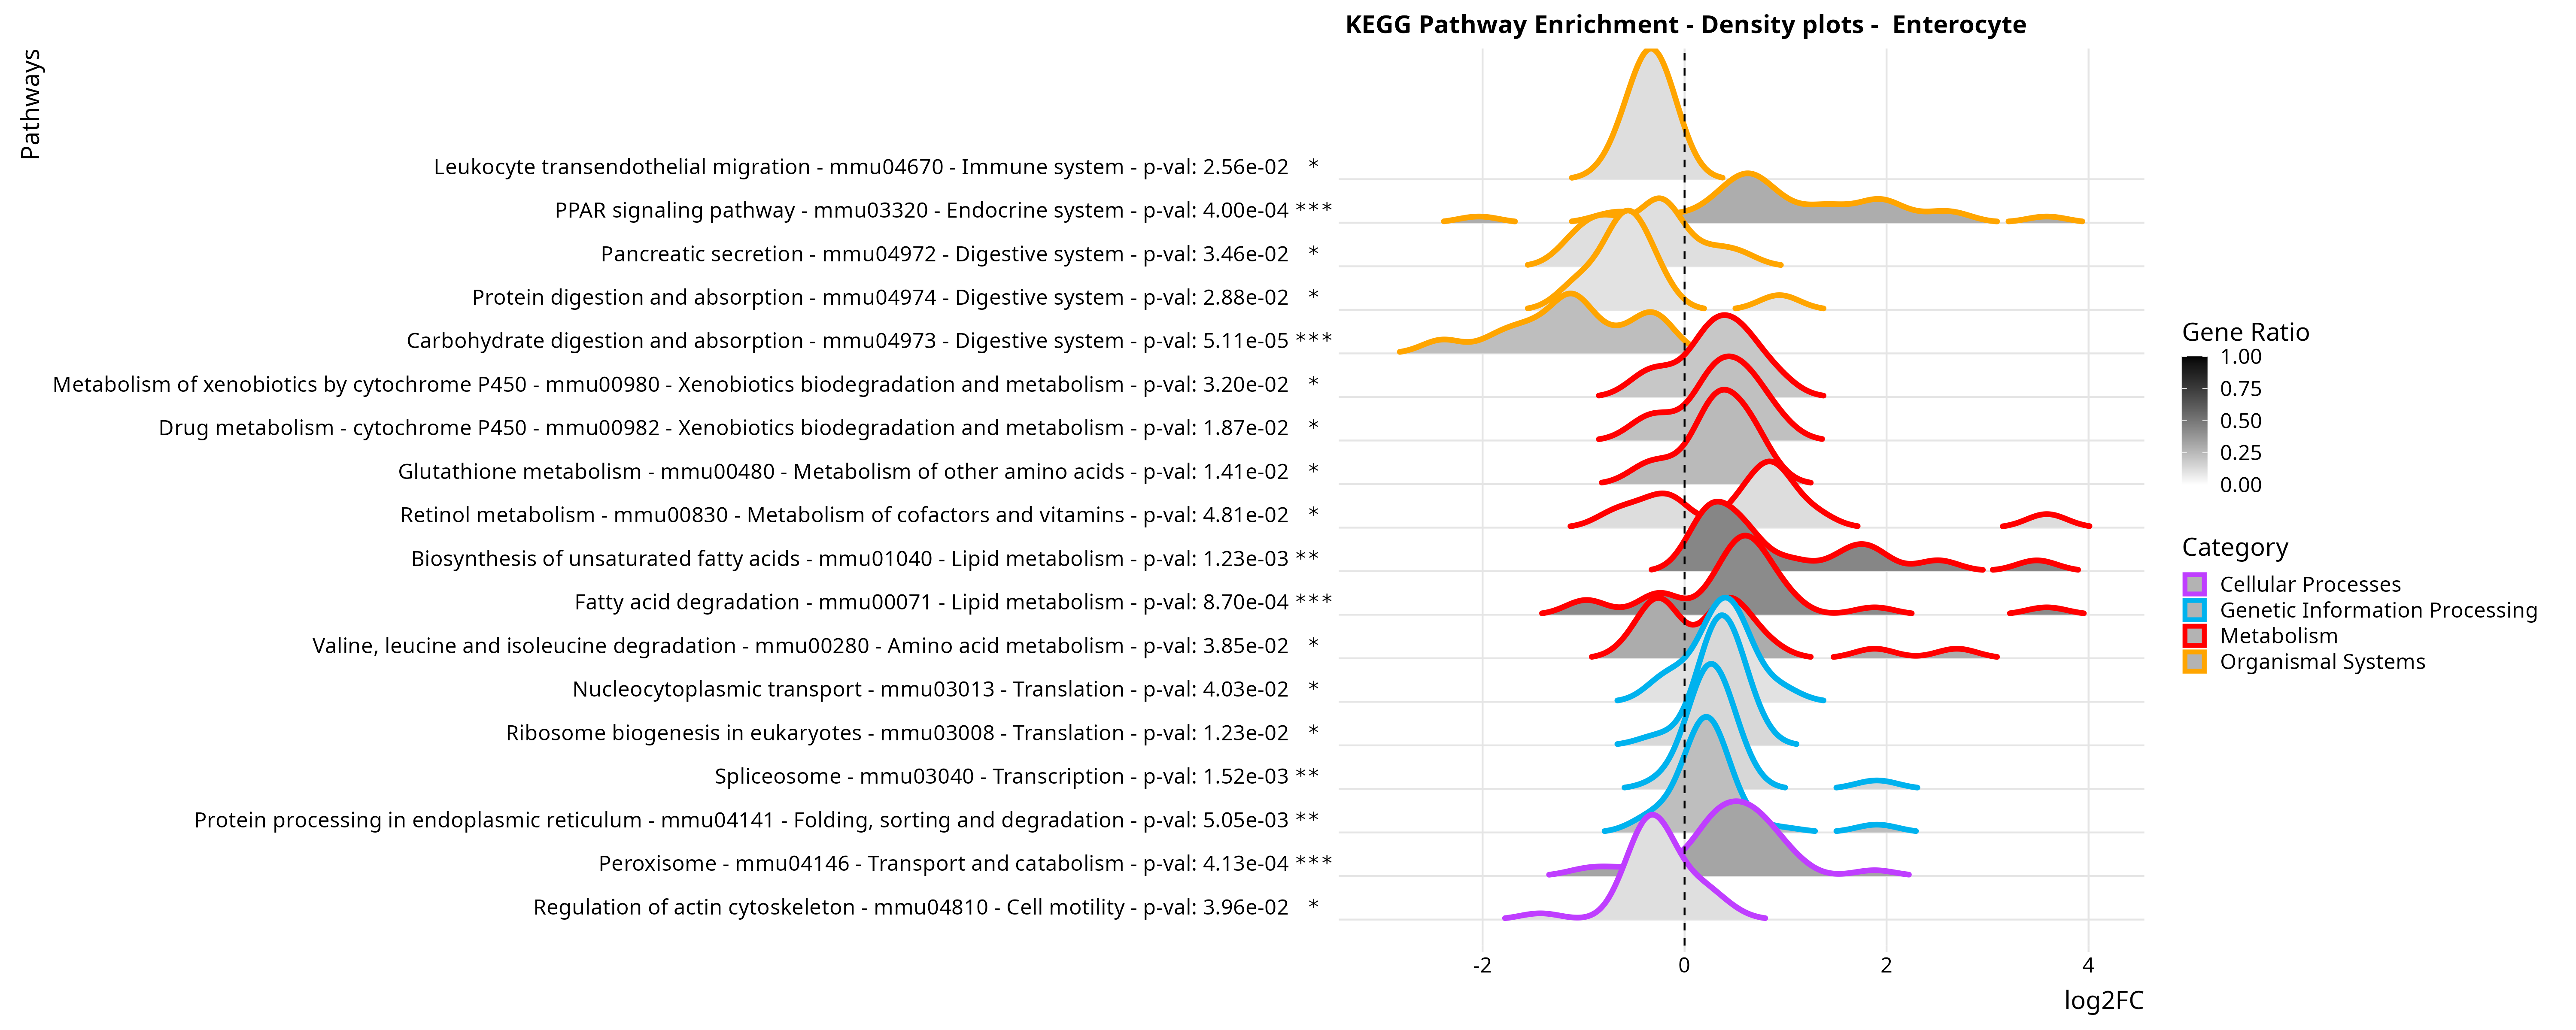 KEGG Pathway Enrichment - Density plots -  Enterocyte
Pathways
Leukocyte transendothelial migration - mmu04670 - Immune system - p-val: 2.56e-02 *
PPAR signaling pathway - mmu03320 - Endocrine system - p-val: 4.00e-04 ***
Pancreatic secretion - mmu04972 - Digestive system - p-val: 3.46e-02 *
Protein digestion and absorption - mmu04974 - Digestive system - p-val: 2.88e-02 *
Carbohydrate digestion and absorption - mmu04973 - Digestive system - p-val: 5.11e-05 ***
Metabolism of xenobiotics by cytochrome P450 - mmu00980 - Xenobiotics biodegradation and metabolism - p-val: 3.20e-02 *
Drug metabolism - cytochrome P450 - mmu00982 - Xenobiotics biodegradation and metabolism - p-val: 1.87e-02 *
Glutathione metabolism - mmu00480 - Metabolism of other amino acids - p-val: 1.41e-02 *
Retinol metabolism - mmu00830 - Metabolism of cofactors and vitamins - p-val: 4.81e-02 *
Biosynthesis of unsaturated fatty acids - mmu01040 - Lipid metabolism - p-val: 1.23e-03 **
Fatty acid degradation - mmu00071 - Lipid metabolism - p-val: 8.70e-04 ***
Valine, leucine and isoleucine degradation - mmu00280 - Amino acid metabolism - p-val: 3.85e-02 *
Nucleocytoplasmic transport - mmu03013 - Translation - p-val: 4.03e-02 *
Ribosome biogenesis in eukaryotes - mmu03008 - Translation - p-val: 1.23e-02 *
Spliceosome - mmu03040 - Transcription - p-val: 1.52e-03 **
Protein processing in endoplasmic reticulum - mmu04141 - Folding, sorting and degradation - p-val: 5.05e-03 **
Peroxisome - mmu04146 - Transport and catabolism - p-val: 4.13e-04 ***
Regulation of actin cytoskeleton - mmu04810 - Cell motility - p-val: 3.96e-02 *
-2 0 2 4
log2FC
Gene Ratio
1.00
0.75
0.50
0.25
0.00
Category
Cellular Processes
Genetic Information Processing
Metabolism
Organismal Systems